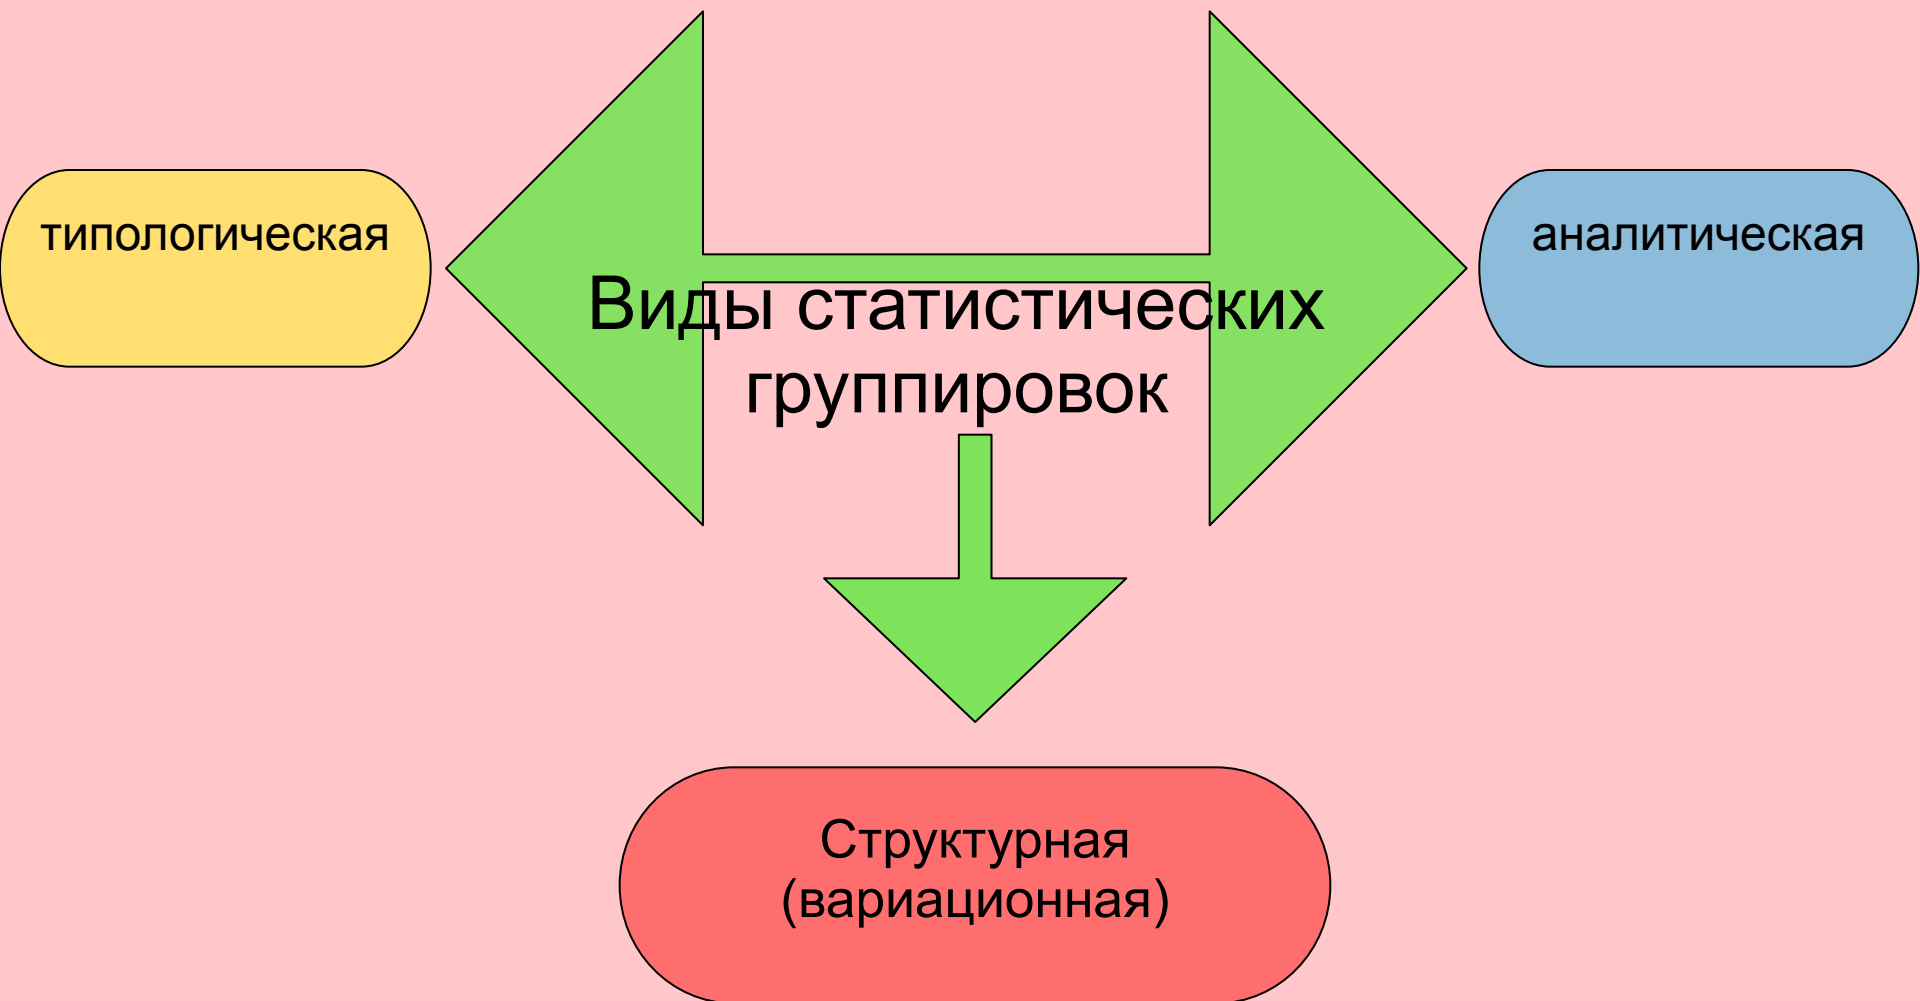 типологическая
аналитическая
Виды статистических
группировок
Структурная
(вариационная)